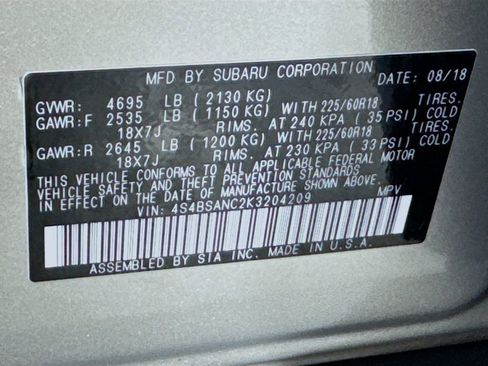 MFD BY SUBARU CORPORATION DATE: 08/18
GVWR: 4695 LB (2130 KG)
GAWR:F 2535 LB (1150 KG) WITH 225/60R18 TIRES.
18X7J RIMS. AT 240 KPA (35 PSI) COLD
GAWR:R 2645 LB (1200 KG) WITH 225/60R18 TIRES.
18X7J RIMS. AT 230 KPA (33 PSI) COLD
THIS VEHICLE CONFORMS TO ALL APPLICABLE FEDERAL MOTOR
VEHICLE SAFETY AND THEFT PREVENTION STANDARDS
IN EFFECT ON THE DATE OF MANUFACTURE SHOWN ABOVE.
VIN: 4S4BSANC2K3204209 MPV
ASSEMBLED BY SIA INC. MADE IN U.S.A.